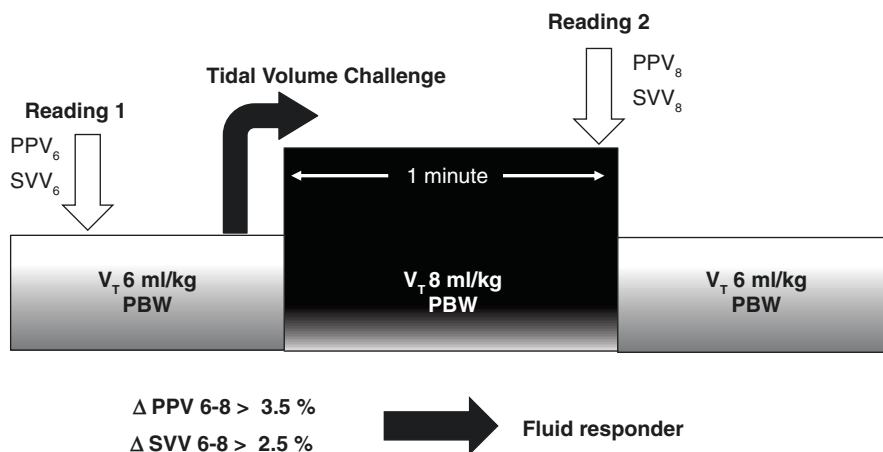 Reading 1
PPV6
SVV6
Tidal Volume Challenge
Reading 2
PPV8
SVV8
1 minute
VT 6 ml/kg
PBW
VT 8 ml/kg
PBW
VT 6 ml/kg
PBW
Δ PPV 6-8 > 3.5 %
Δ SVV 6-8 > 2.5 %
Fluid responder